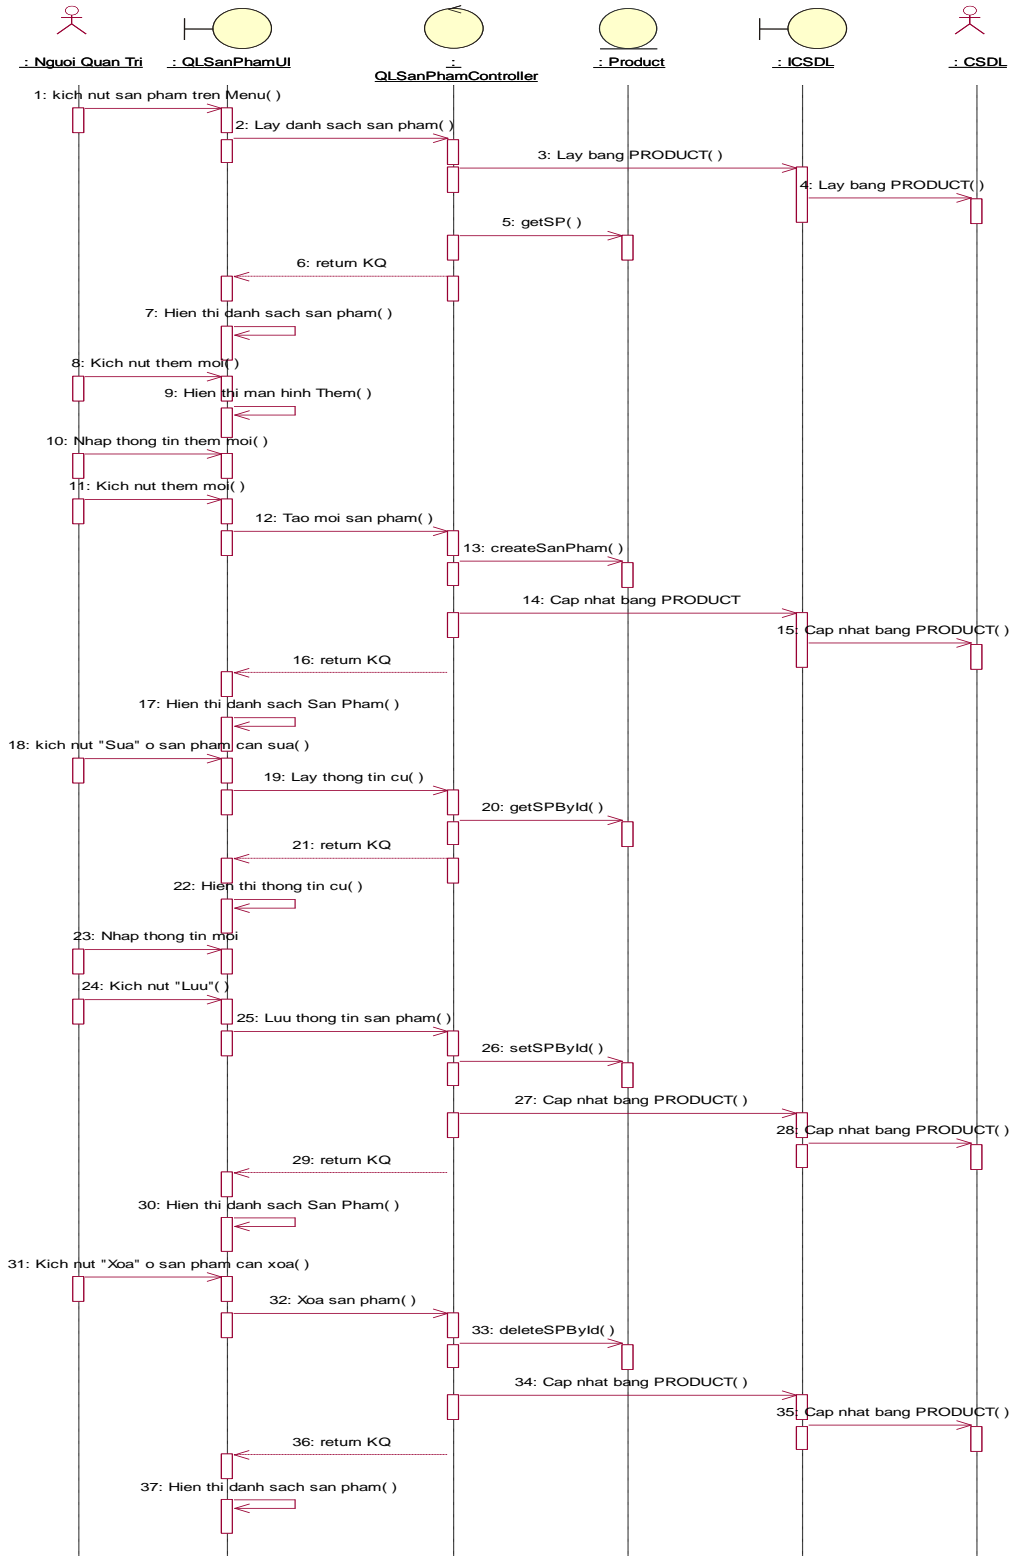 : Nguoi Quan Tri
: QLSanPhamUI
:
QLSanPhamController
: Product
: ICSDL
: CSDL
1: kich nut san pham tren Menu( )
2: Lay danh sach san pham( )
3: Lay bang PRODUCT( )
4: Lay bang PRODUCT( )
5: getSP( )
6: return KQ
7: Hien thi danh sach san pham( )
8: Kich nut them moi( )
9: Hien thi man hinh Them( )
10: Nhap thong tin them moi( )
11: Kich nut them moi( )
12: Tao moi san pham( )
13: createSanPham( )
14: Cap nhat bang PRODUCT
15: Cap nhat bang PRODUCT( )
16: return KQ
17: Hien thi danh sach San Pham( )
18: kich nut "Sua" o san pham can sua( )
19: Lay thong tin cu( )
20: getSPById( )
21: return KQ
22: Hien thi thong tin cu( )
23: Nhap thong tin moi
24: Kich nut "Luu"( )
25: Luu thong tin san pham( )
26: setSPById( )
27: Cap nhat bang PRODUCT( )
28: Cap nhat bang PRODUCT( )
29: return KQ
30: Hien thi danh sach San Pham( )
31: Kich nut "Xoa" o san pham can xoa( )
32: Xoa san pham( )
33: deleteSPById( )
34: Cap nhat bang PRODUCT( )
35: Cap nhat bang PRODUCT( )
36: return KQ
37: Hien thi danh sach san pham( )